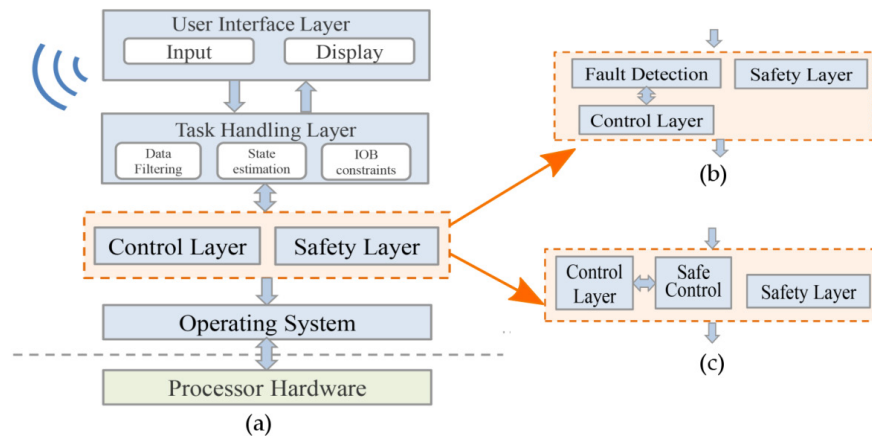 User Interface Layer
Input
Display
Task Handling Layer
Data
Filtering
State
estimation
IOB
constraints
Control Layer
Safety Layer
Operating System
Processor Hardware
(a)
Fault Detection
Safety Layer
Control Layer
(b)
Control
Layer
Safe
Control
Safety Layer
(c)